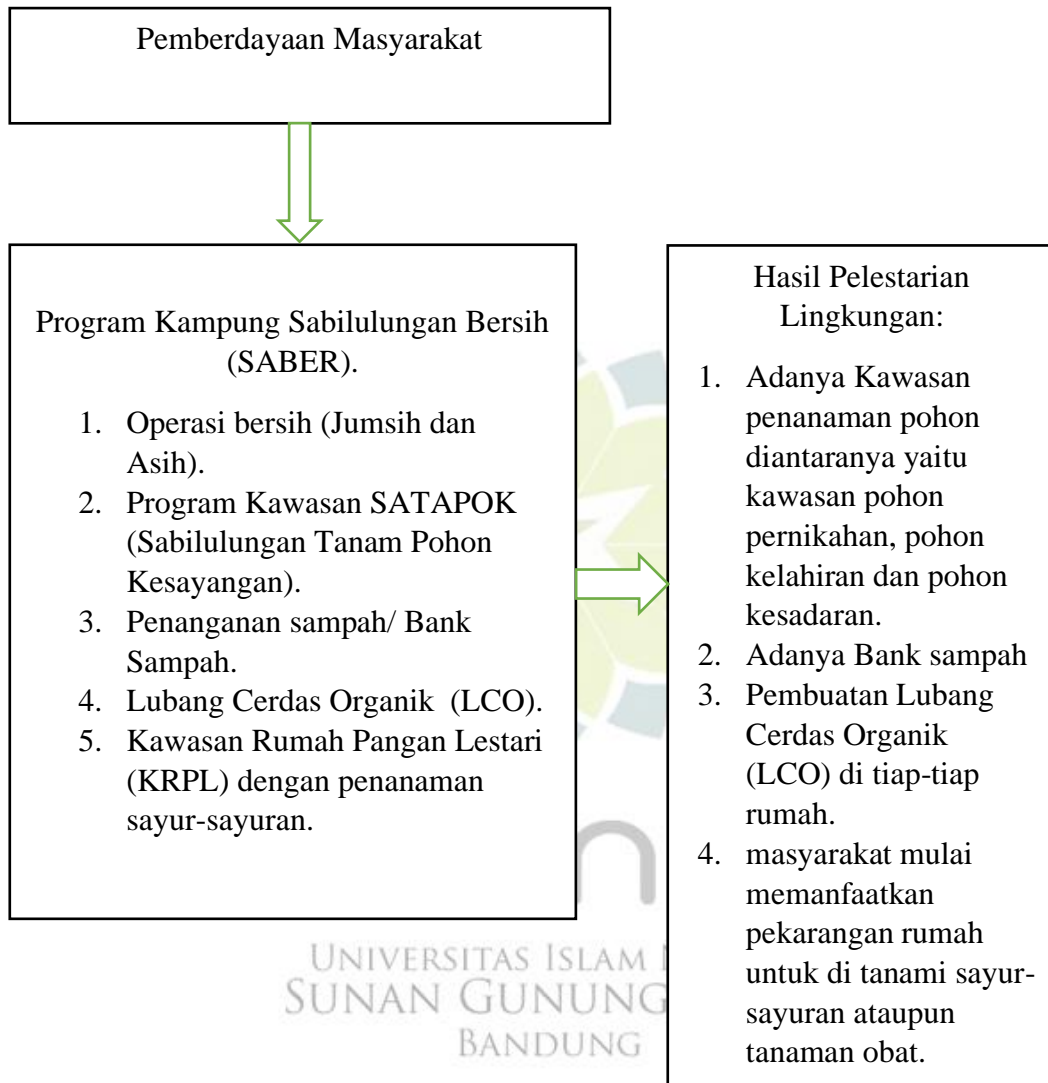 Pemberdayaan Masyarakat
Program Kampung Sabilulungan Bersih
(SABER).
1. Operasi bersih (Jumsih dan
Asih).
2. Program Kawasan SATAPOK
(Sabilulungan Tanam Pohon
Kesayangan).
3. Penanganan sampah/ Bank
Sampah.
4. Lubang Cerdas Organik (LCO).
5. Kawasan Rumah Pangan Lestari
(KRPL) dengan penanaman
sayur-sayuran.
Hasil Pelestarian
Lingkungan:
1. Adanya Kawasan
penanaman pohon
diantaranya yaitu
kawasan pohon
pernikahan, pohon
kelahiran dan pohon
kesadaran.
2. Adanya Bank sampah
3. Pembuatan Lubang
Cerdas Organik
(LCO) di tiap-tiap
rumah.
4. masyarakat mulai
memanfaatkan
pekarangan rumah
untuk di tanami sayur-
sayuran ataupun
tanaman obat.
UNIVERSITAS ISLAM
SUNAN GUNUNG
BANDUNG